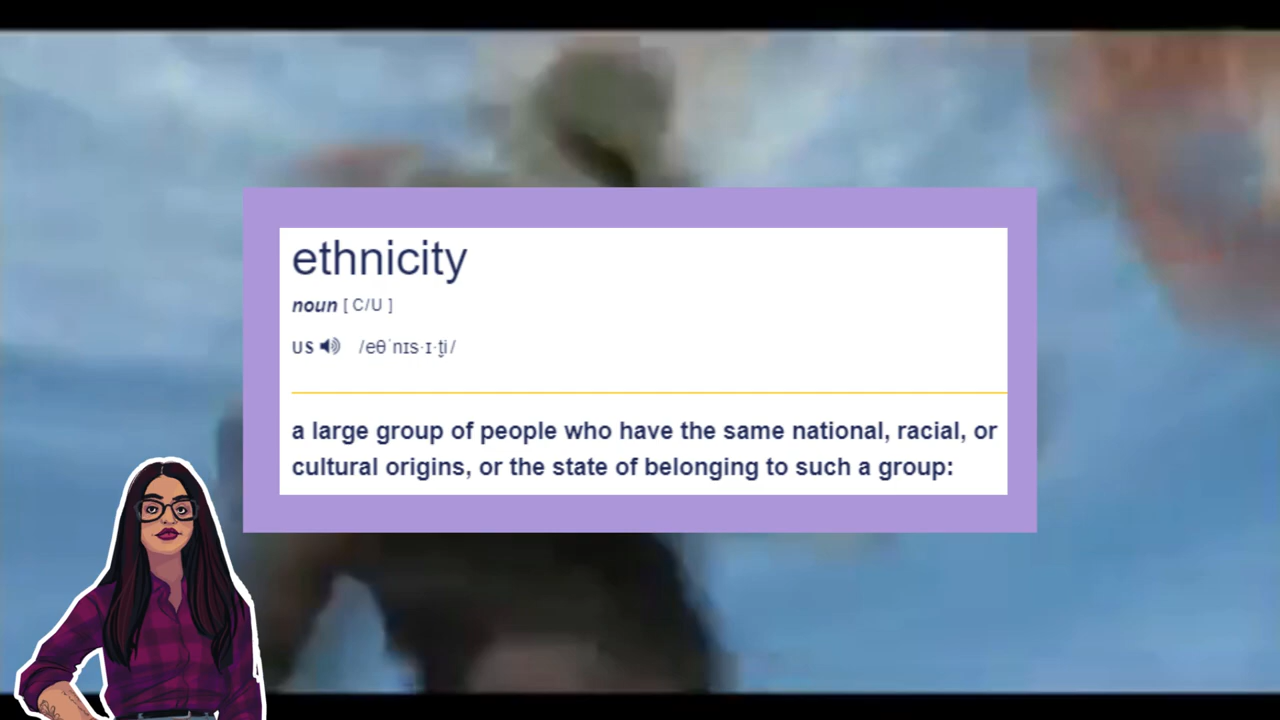 ethnicity
noun [ C/U ]
US /eθˈnɪs·ɪ·t̬i/
a large group of people who have the same national, racial, or
cultural origins, or the state of belonging to such a group: